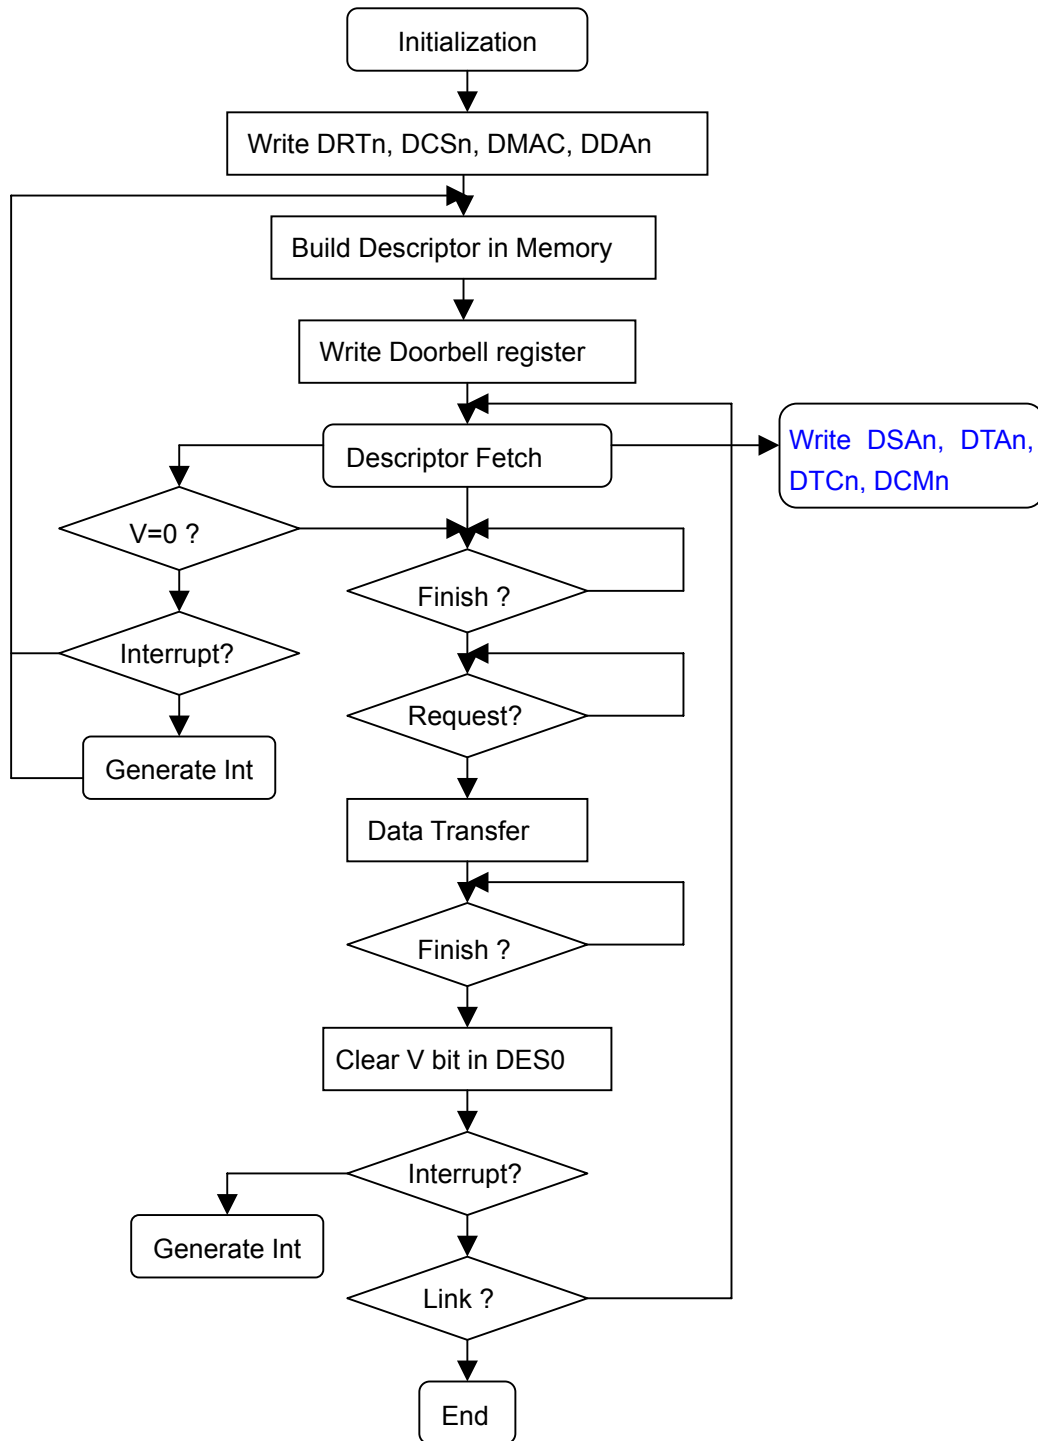 Initialization
Write DRTn, DCSn, DMAC, DDAn
Build Descriptor in Memory
Write Doorbell register
Descriptor Fetch
Write DSAn, DTAn,
DTCn, DCMn
V=0 ?
Finish ?
Interrupt?
Request?
Generate Int
Data Transfer
Finish ?
Clear V bit in DES0
Interrupt?
Generate Int
Link ?
End